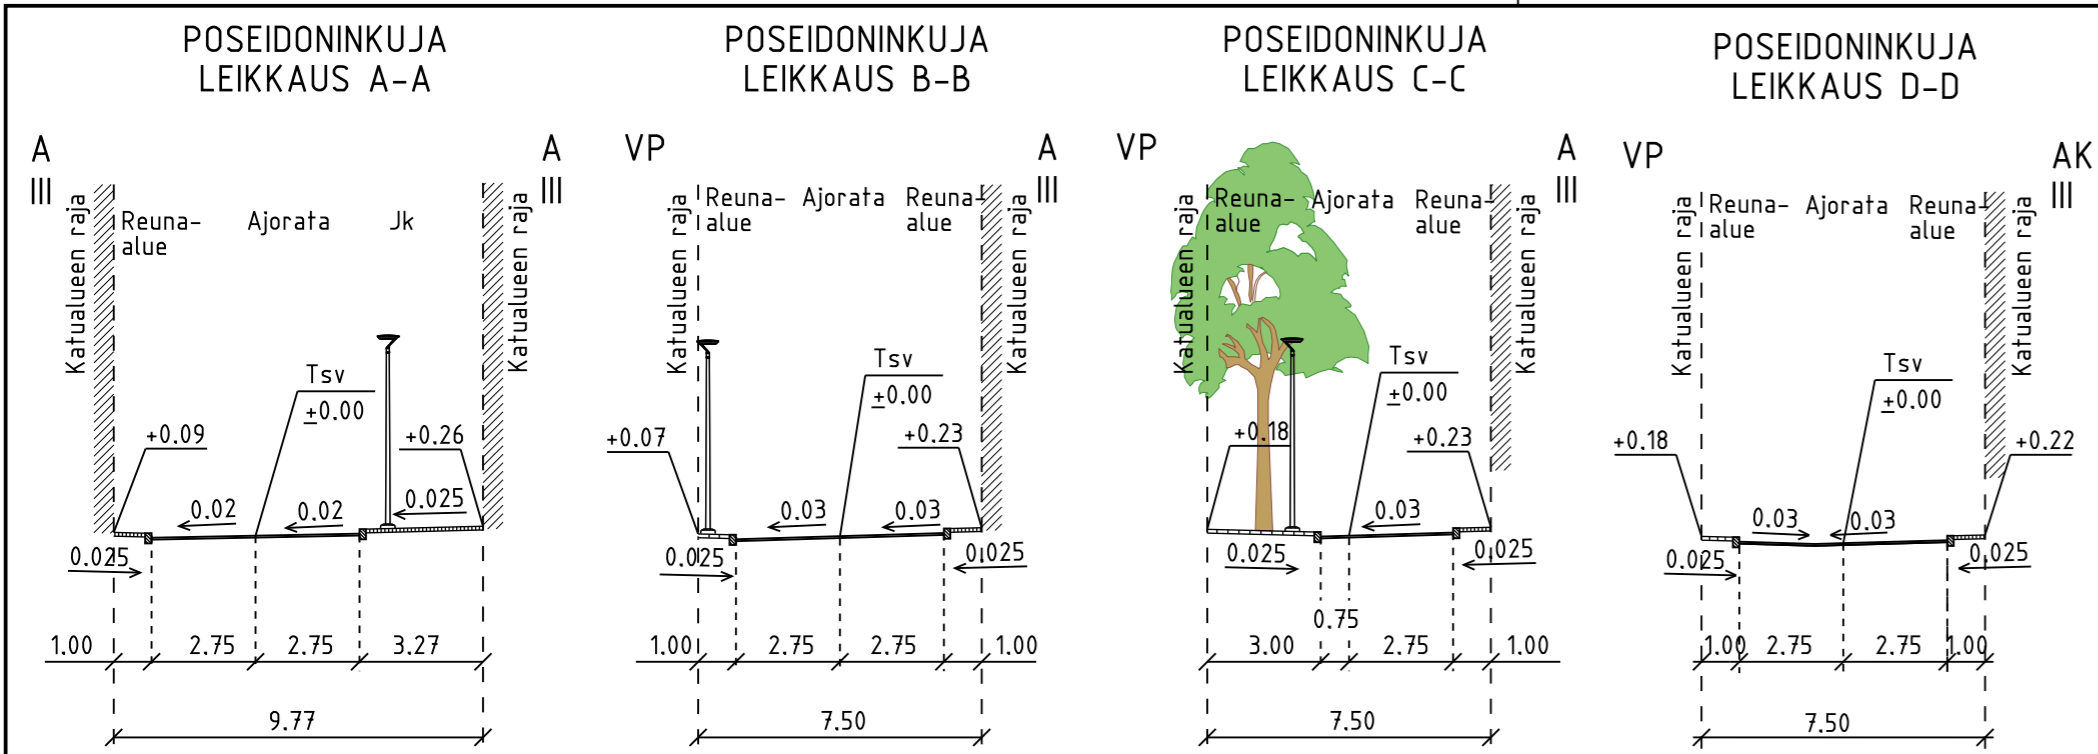 POSEIDONINKUJA
LEIKKAUS A-A
A
III
A
III
Katualueen raja
Reuna-
alue
Ajorata
Jk
Katualueen raja
Tsv
±0.00
+0.09
+0.26
0.02
0.02
0.025
0.025
1.00
2.75
2.75
3.27
9.77
POSEIDONINKUJA
LEIKKAUS B-B
VP
A
III
Katualueen raja
Reuna-
alue
Ajorata
Reuna-
alue
Katualueen raja
Tsv
±0.00
+0.07
+0.23
0.03
0.03
0.025
0.025
1.00
2.75
2.75
1.00
7.50
POSEIDONINKUJA
LEIKKAUS C-C
VP
A
III
Katualueen raja
Reuna-
alue
Ajorata
Reuna-
alue
Katualueen raja
Tsv
±0.00
+0.18
+0.23
0.03
0.025
0.025
0.75
3.00
2.75
1.00
7.50
POSEIDONINKUJA
LEIKKAUS D-D
VP
AK
III
Katualueen raja
Reuna-
alue
Ajorata
Reuna-
alue
Katualueen raja
Tsv
±0.00
+0.18
+0.22
0.03
0.03
0.025
0.025
1.00
2.75
2.75
1.00
7.50